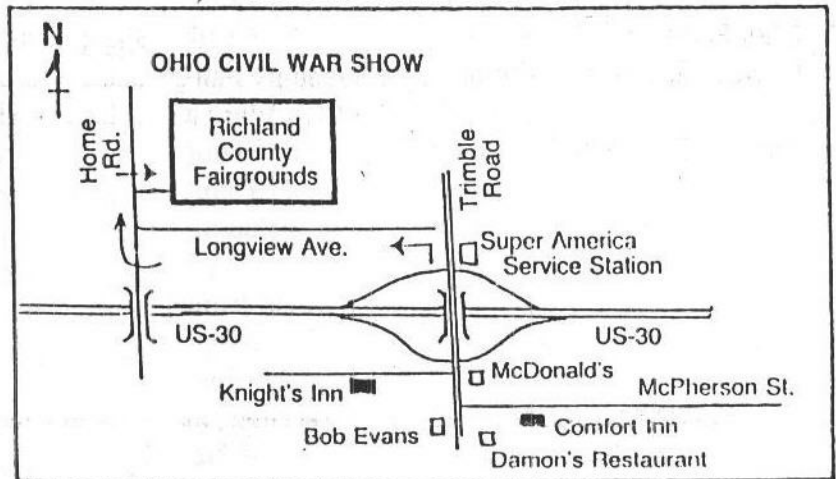 N
OHIO CIVIL WAR SHOW
Home
Rd.
Richland
County
Fairgrounds
Trimble
Road
Longview Ave.
Super America
Service Station
US-30
US-30
Knight's Inn
McDonald's
McPherson St.
Bob Evans
Comfort Inn
Damon's Restaurant